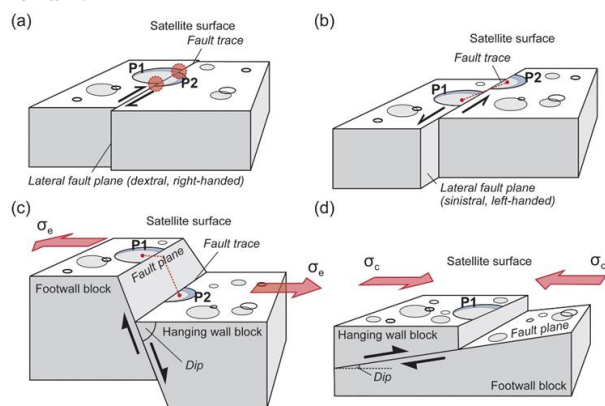 (a)
Satellite surface
Fault trace
P1
P2
Lateral fault plane (dextral, right-handed)
(b)
Satellite surface
Fault trace
P1
P2
Lateral fault plane
(sinistral, left-handed)
(c)
σe
Satellite surface
P1
Fault trace
Fault plane
σe
Footwall block
P2
Hanging wall block
Dip
(d)
σc
Satellite surface
σc
P1
Hanging wall block
Fault plane
Dip
Footwall block